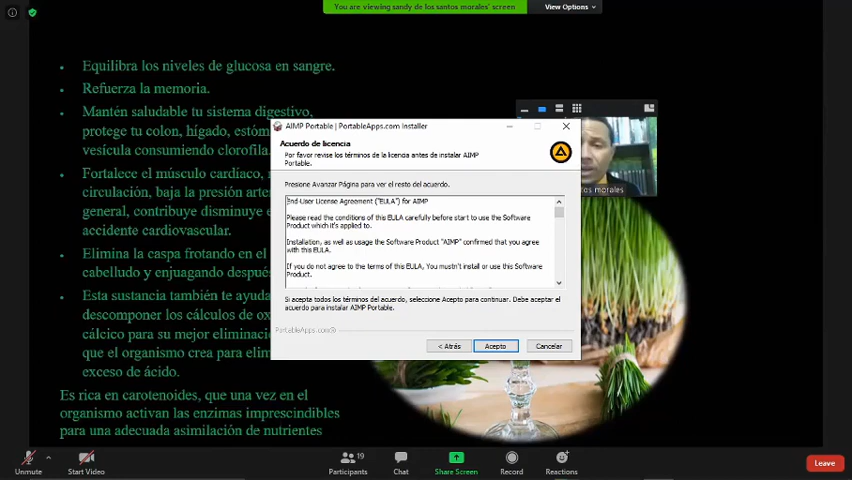 You are viewing sandy de los santos morales' screen
View Options
Equilibra los niveles de glucosa en sangre.
Refuerza la memoria.
Mantén saludable tu sistema digestivo,
protege tu colon, hígado, estóm
vesícula consumiendo clorofila
Fortalece el músculo cardíaco,
circulación, baja la presión arte
general, contribuye disminuye
accidente cardiovascular.
Elimina la caspa frotando en el
cabelludo y enjuagando después
Esta sustancia también te ayuda
descomponer los cálculos de ox
cálcico para su mejor eliminació
que el organismo crea para elim
exceso de ácido.
Es rica en carotenoides, que una vez en el
organismo activan las enzimas imprescindibles
para una adecuada asimilación de nutrientes
AIMP Portable | PortableApps.com Installer
Acuerdo de licencia
Por favor revise los términos de la licencia antes de instalar AIMP
Portable.
Presione Avanzar Página para ver el resto del acuerdo.
End-User License Agreement ("EULA") for AIMP
Please read the conditions of this EULA carefully before start to use the Software
Product which it's applied to.
Installation, as well as usage the Software Product "AIMP" confirmed that you agree
with this EULA.
If you do not agree to the terms of this EULA, You mustn't install or use this Software
Product.
Si acepta todos los términos del acuerdo, seleccione Acepto para continuar. Debe aceptar el
acuerdo para instalar AIMP Portable.
PortableApps.com®
< Atrás
Acepto
Cancelar
tos morales
Unmute
Start Video
19
Participants
Chat
Share Screen
Record
Reactions
Leave